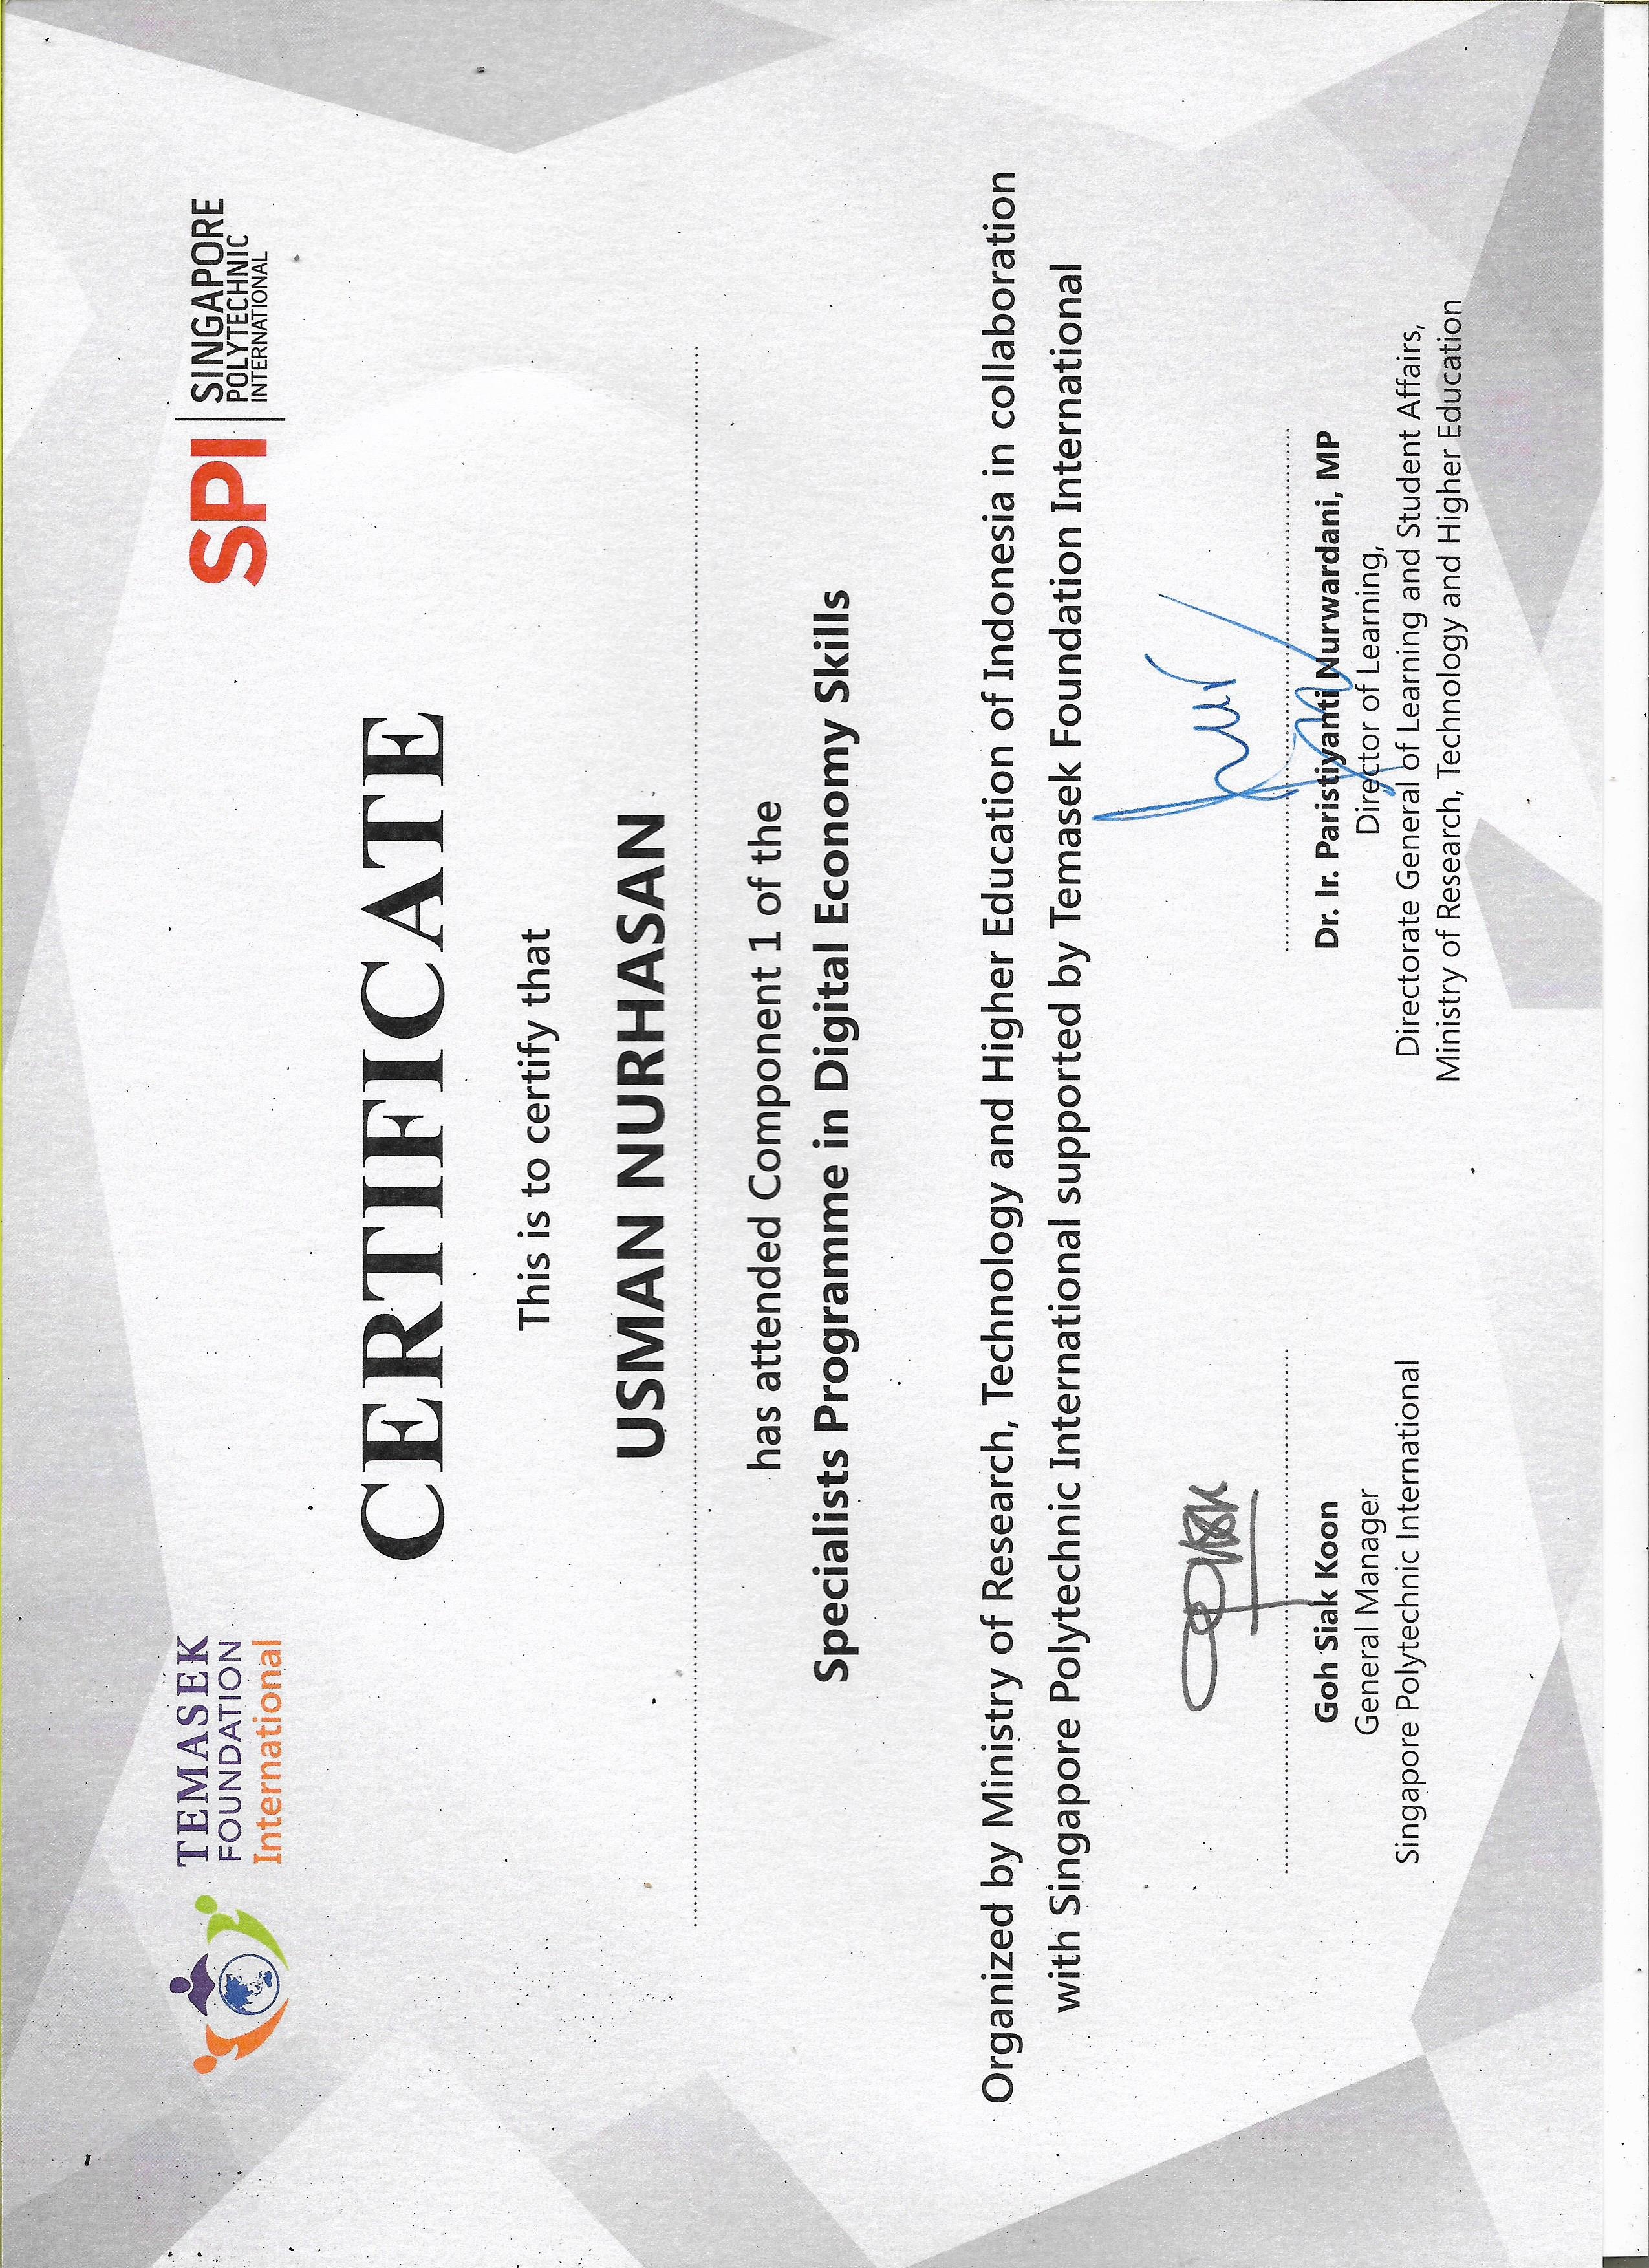 TEMASEK
FOUNDATION
International
SPI
SINGAPORE
POLYTECHNIC
INTERNATIONAL
CERTIFICATE
This is to certify that
USMAN NURHASAN
has attended Component 1 of the
Specialists Programme in Digital Economy Skills
Organized by Ministry of Research, Technology and Higher Education of Indonesia in collaboration
with Singapore Polytechnic International supported by Temasek Foundation International
Goh Siak Koon
General Manager
Singapore Polytechnic International
Dr. Ir. Paristiyanti Nurwardani, MP
Director of Learning,
Directorate General of Learning and Student Affairs,
Ministry of Research, Technology and Higher Education